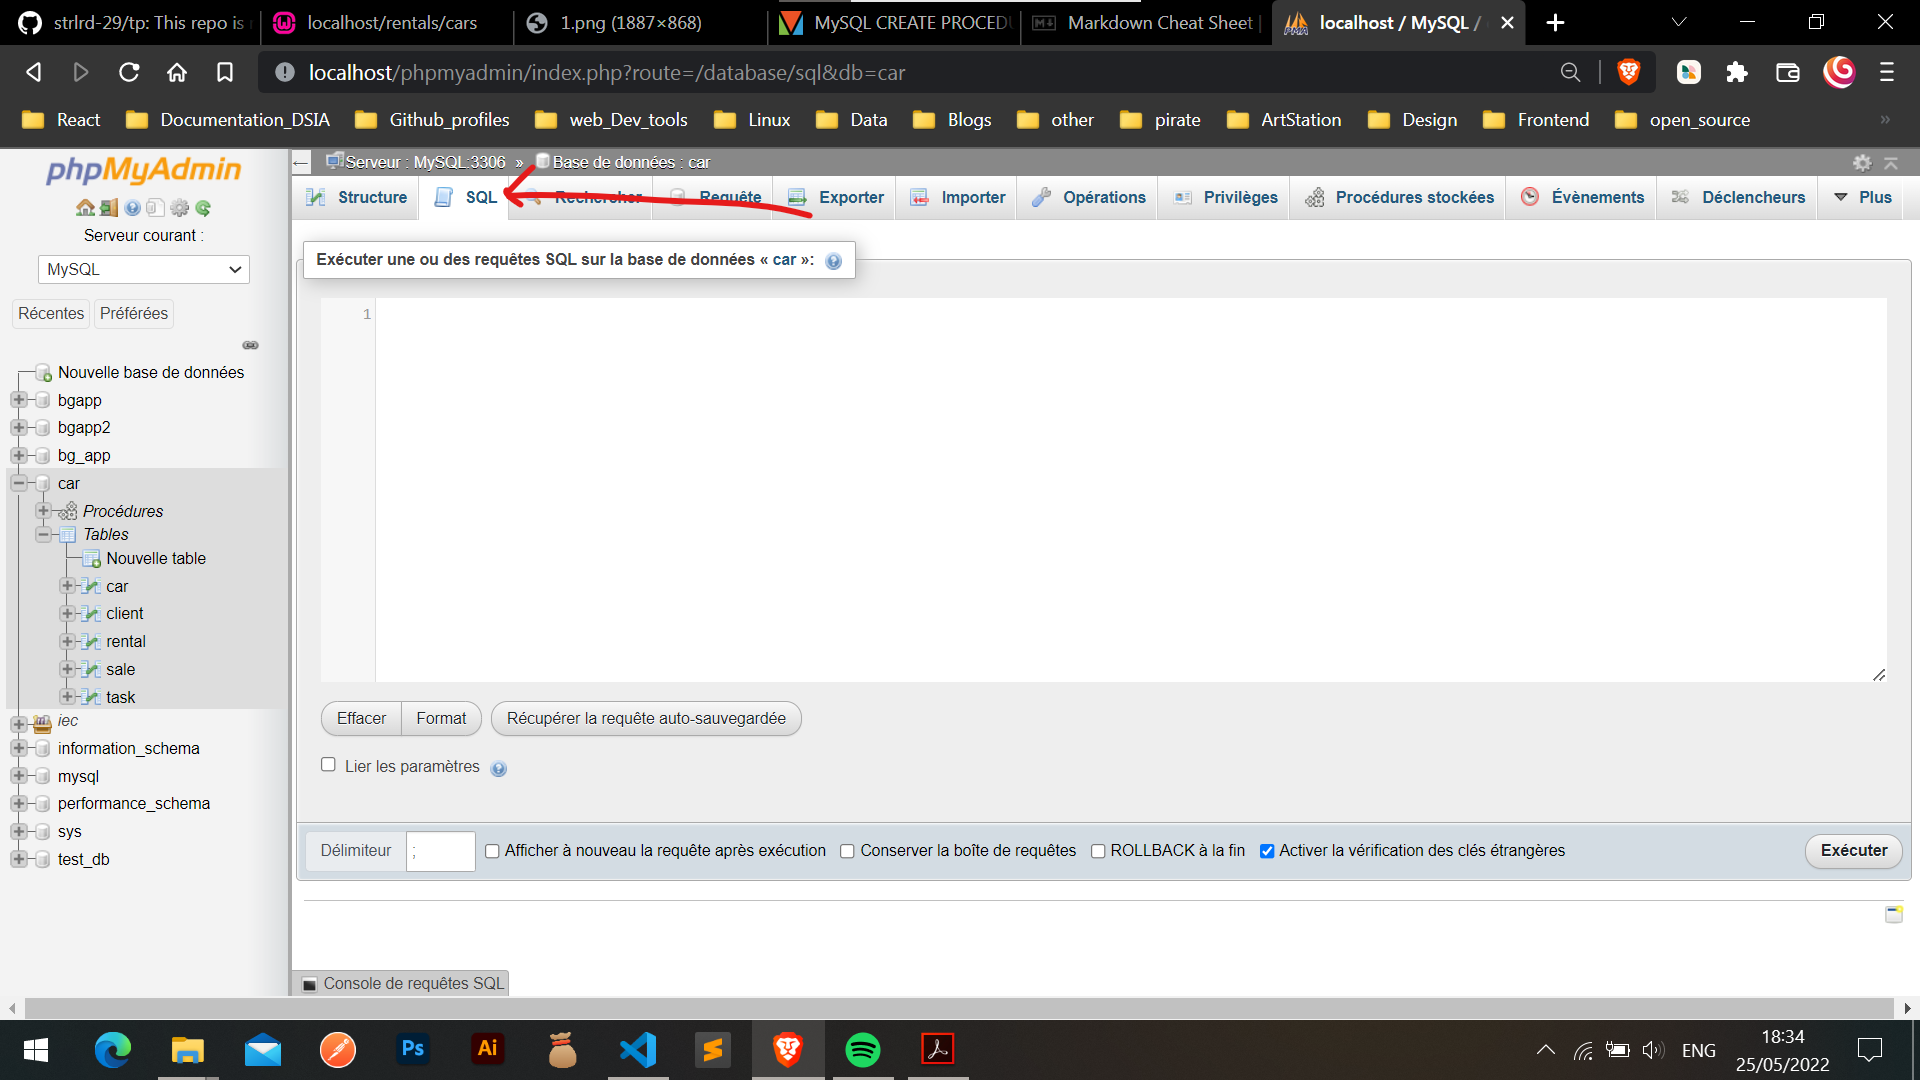 strlrd-29/tp: This repo is
localhost/rentals/cars
1.png (1887×868)
MySQL CREATE PROCEDU
Markdown Cheat Sheet
localhost / MySQL /
localhost/phpmyadmin/index.php?route=/database/sql&db=car
React
Documentation_DSIA
Github_profiles
web_Dev_tools
Linux
Data
Blogs
other
pirate
ArtStation
Design
Frontend
open_source
»
phpMyAdmin
Serveur courant :
MySQL
Récentes
Préférées
Nouvelle base de données
bgapp
bgapp2
bg_app
car
Procédures
Tables
Nouvelle table
car
client
rental
sale
task
iec
information_schema
mysql
performance_schema
sys
test_db
Serveur : MySQL:3306 » Base de données : car
Structure
SQL
Rechercher
Requête
Exporter
Importer
Opérations
Privilèges
Procédures stockées
Évènements
Déclencheurs
Plus
Exécuter une ou des requêtes SQL sur la base de données « car »:
1
Effacer
Format
Récupérer la requête auto-sauvegardée
Lier les paramètres
Délimiteur
;
Afficher à nouveau la requête après exécution
Conserver la boîte de requêtes
ROLLBACK à la fin
Activer la vérification des clés étrangères
Exécuter
Console de requêtes SQL
Ps
Ai
ENG
18:34
25/05/2022